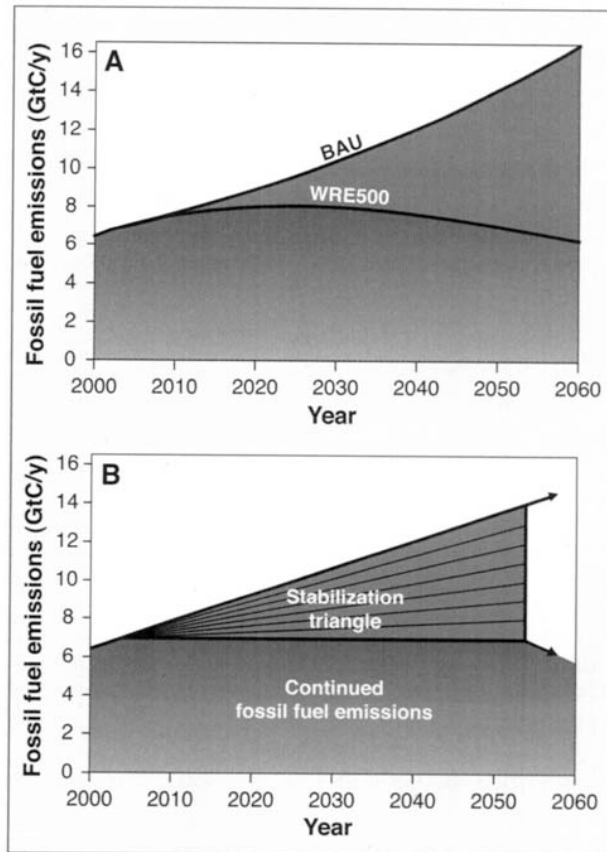 A
Fossil fuel emissions (GtC/y)
16
14
12
10
8
6
4
2
0
BAU
WRE500
2000 2010 2020 2030 2040 2050 2060
Year
B
Fossil fuel emissions (GtC/y)
16
14
12
10
8
6
4
2
0
Stabilization
triangle
Continued
fossil fuel emissions
2000 2010 2020 2030 2040 2050 2060
Year